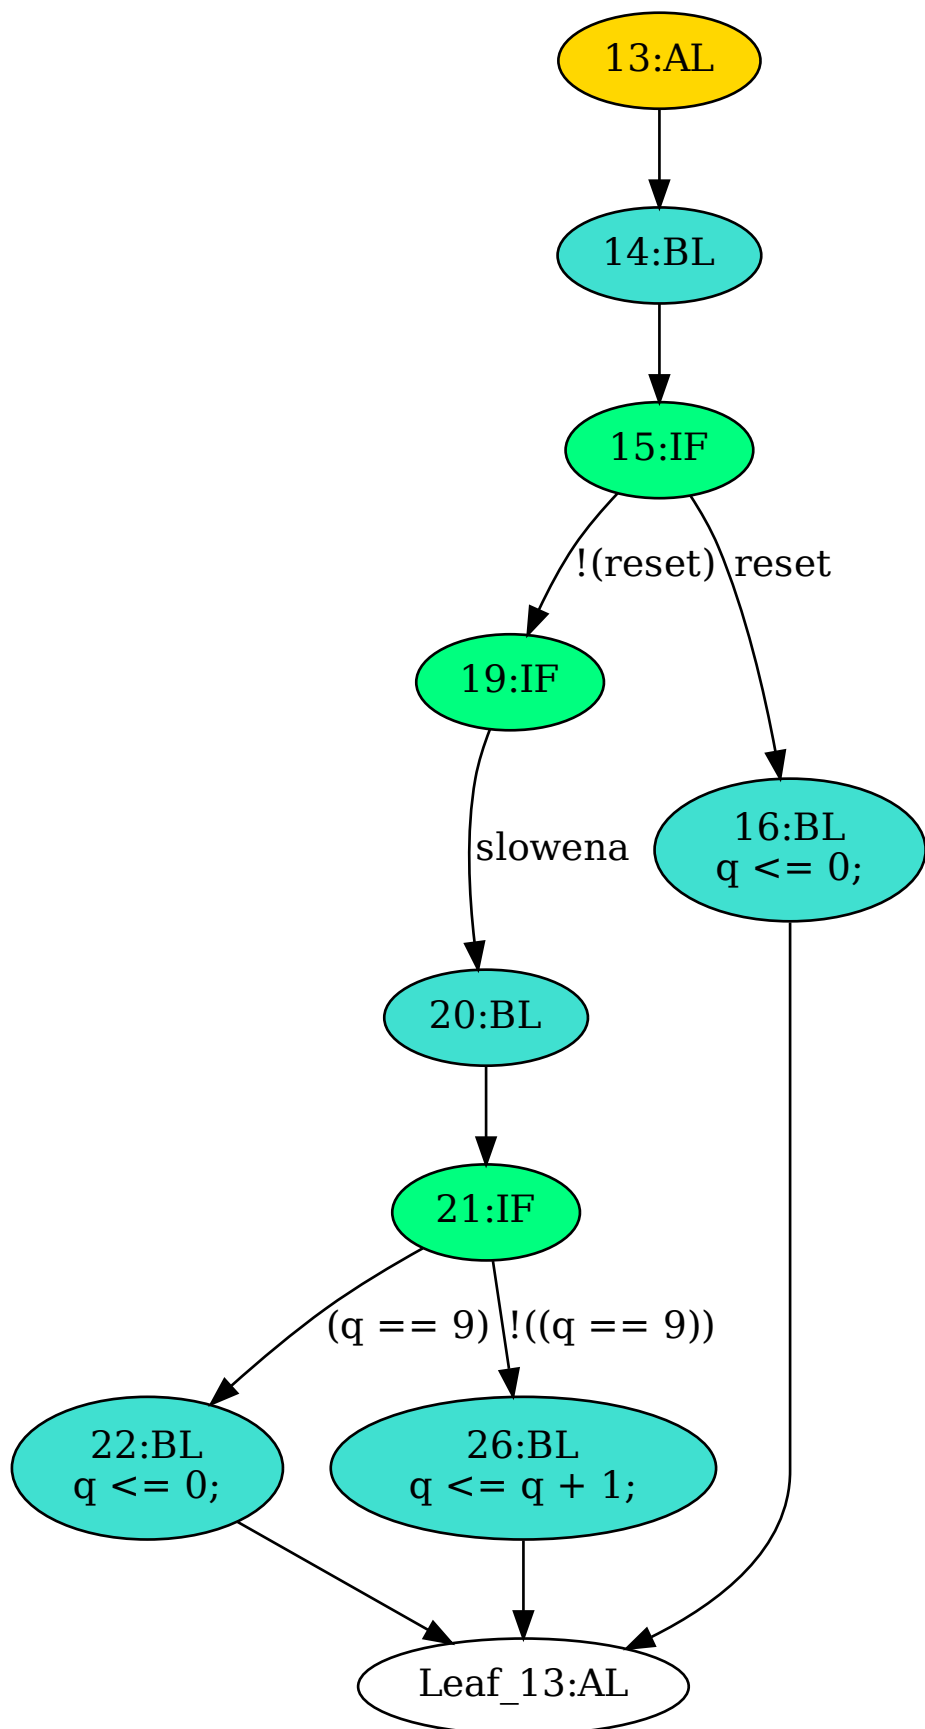 13:AL
14:BL
15:IF
!(reset)
reset
19:IF
slowena
16:BL
q <= 0;
20:BL
21:IF
(q == 9)
!((q == 9))
22:BL
q <= 0;
26:BL
q <= q + 1;
Leaf_13:AL